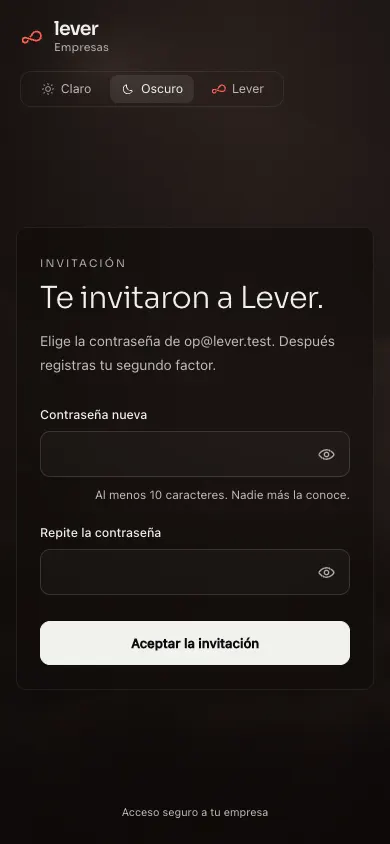 lever
Empresas
Claro
Oscuro
Lever
INVITACIÓN
Te invitaron a Lever.
Elige la contraseña de op@lever.test. Después
registras tu segundo factor.
Contraseña nueva
Al menos 10 caracteres. Nadie más la conoce.
Repite la contraseña
Aceptar la invitación
Acceso seguro a tu empresa